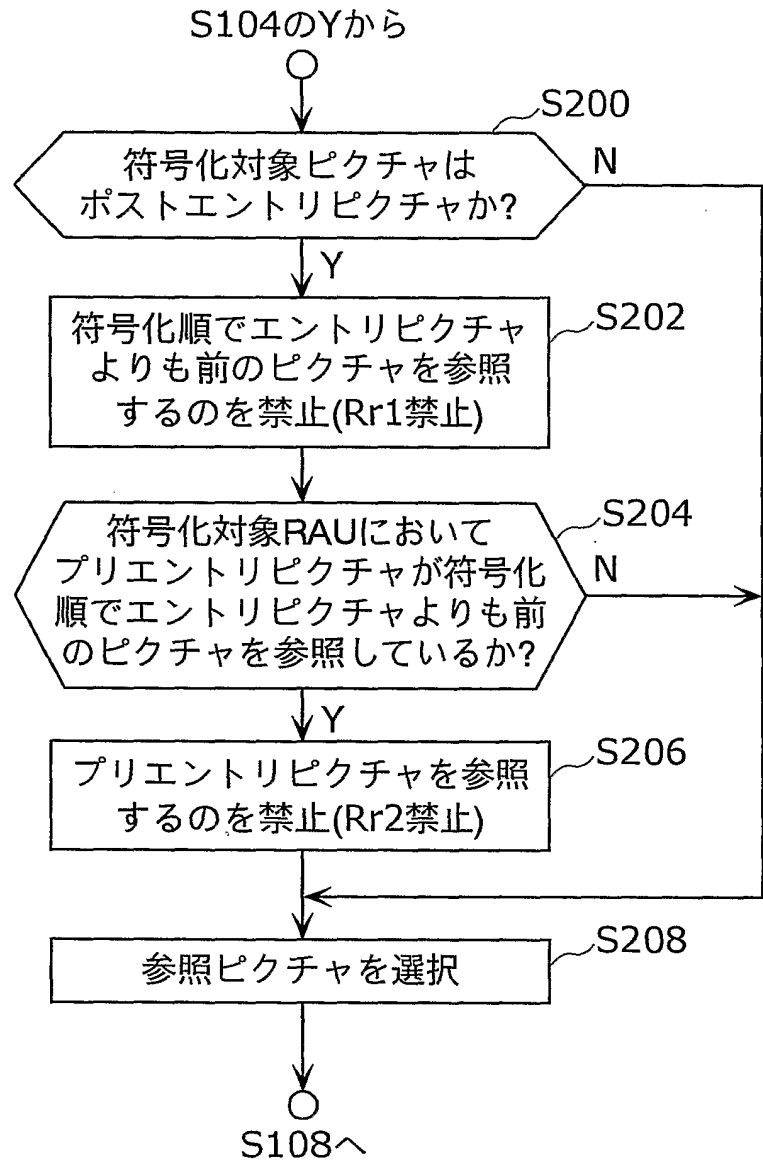 S104のYから
S200
符号化対象ピクチャは
ポストエントリピクチャか?
N
Y
符号化順でエントリピクチャ
よりも前のピクチャを参照
するのを禁止(Rr1禁止)
S202
符号化対象RAUにおいて
プリエントリピクチャが符号化
順でエントリピクチャよりも前
のピクチャを参照しているか?
S204
N
Y
プリエントリピクチャを参照
するのを禁止(Rr2禁止)
S206
参照ピクチャを選択
S208
S108へ